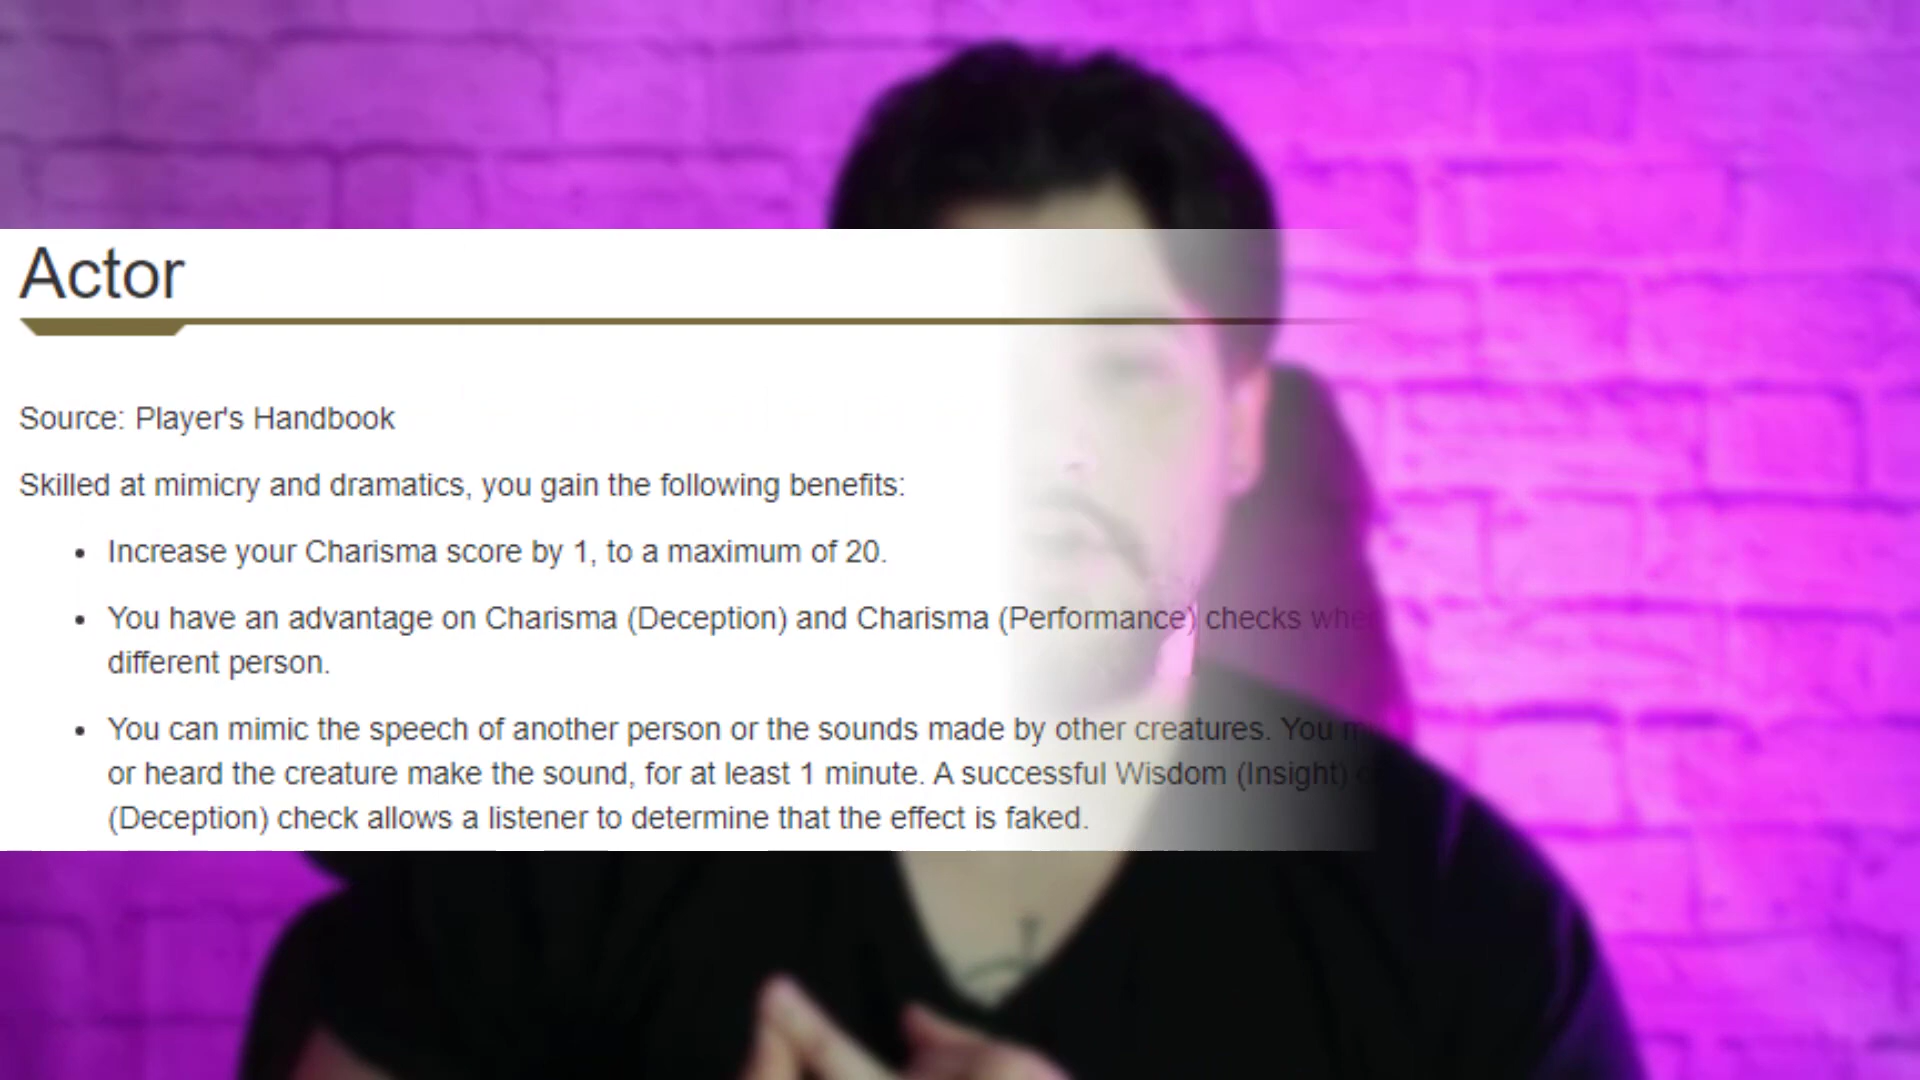 Actor
Source: Player's Handbook
Skilled at mimicry and dramatics, you gain the following benefits:
• Increase your Charisma score by 1, to a maximum of 20.
• You have an advantage on Charisma (Deception) and Charisma (Performance) checks
different person.
• You can mimic the speech of another person or the sounds made by other creatures. You
or heard the creature make the sound, for at least 1 minute. A successful Wisdom (Insight)
(Deception) check allows a listener to determine that the effect is faked.